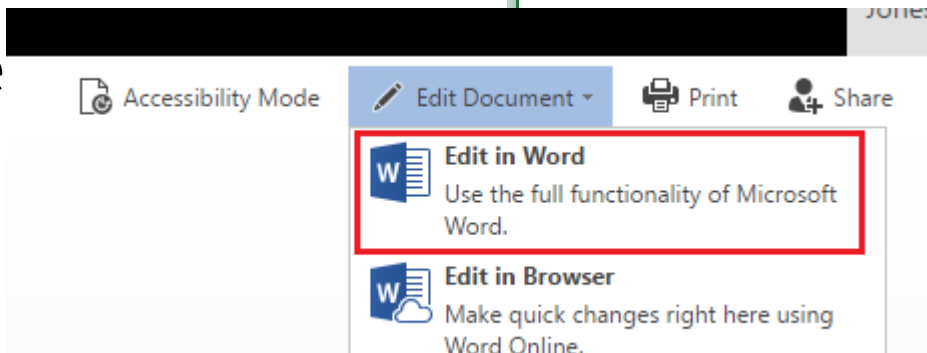 Jones
e
Accessibility Mode Edit Document Print Share
W Edit in Word
Use the full functionality of Microsoft
Word.
W Edit in Browser
Make quick changes right here using
Word Online.